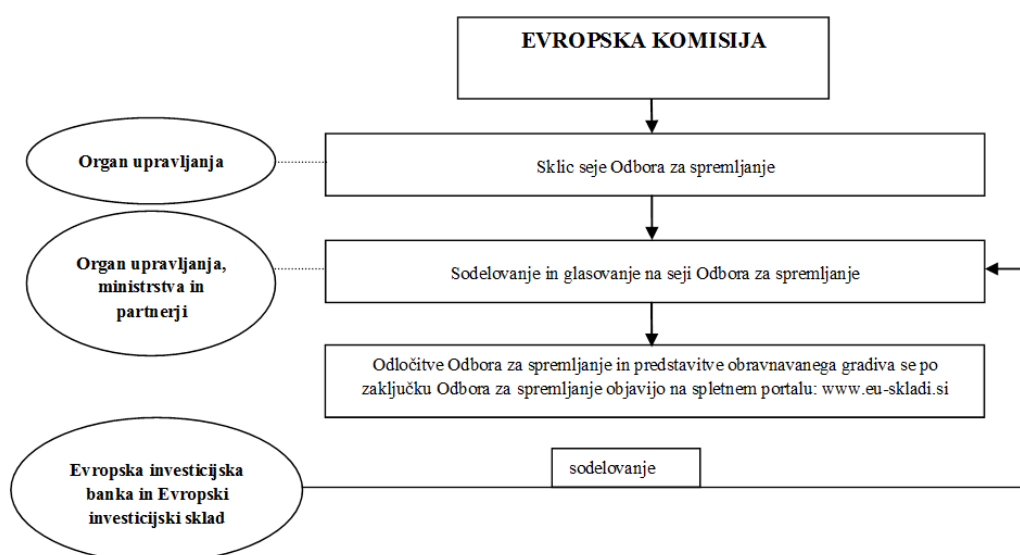 EVROPSKA KOMISIJA
Organ upravljanja
Sklic seje Odbora za spremljanje
Organ upravljanja,
ministrstva in
partnerji
Sodelovanje in glasovanje na seji Odbora za spremljanje
Odločitve Odbora za spremljanje in predstavitve obravnavanega gradiva se po
zaključku Odbora za spremljanje objavijo na spletnem portalu: www.eu-skladi.si
Evropska investicijska
banka in Evropski
investicijski sklad
sodelovanje